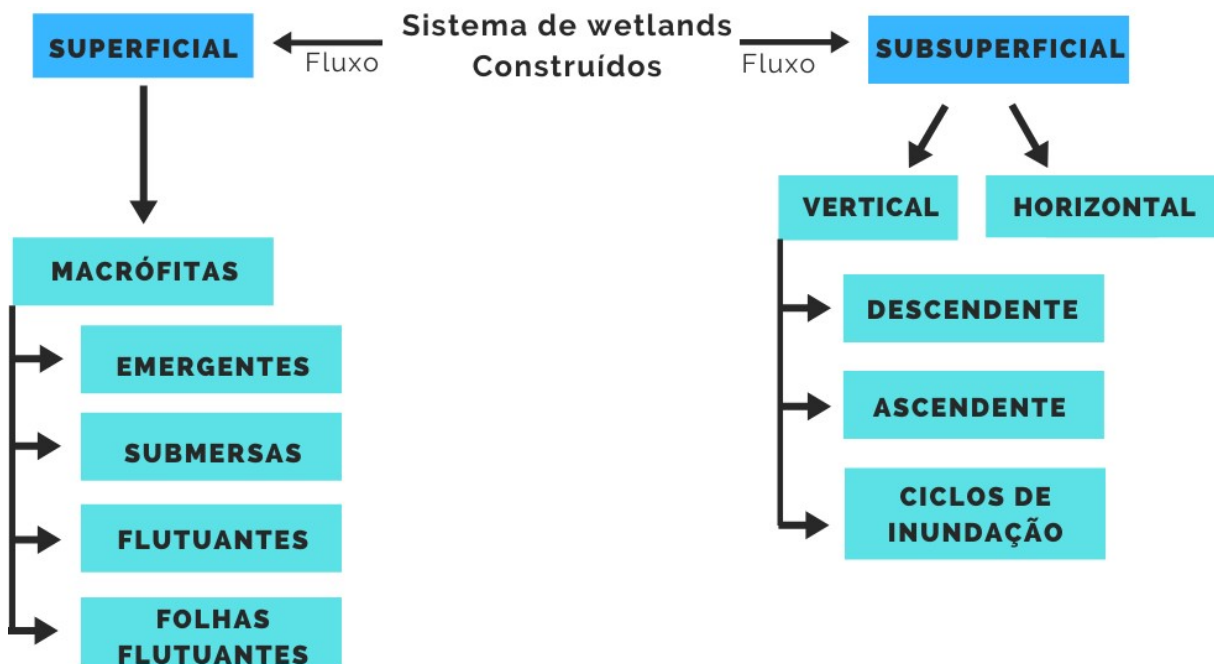 Sistema de wetlands
Construídos
Fluxo
Fluxo
SUPERFICIAL
MACRÓFITAS
EMERGENTES
SUBMERSAS
FLUTUANTES
FOLHAS
FLUTUANTES
SUBSUPERFICIAL
VERTICAL
HORIZONTAL
DESCENDENTE
ASCENDENTE
CICLOS DE
INUNDAÇÃO